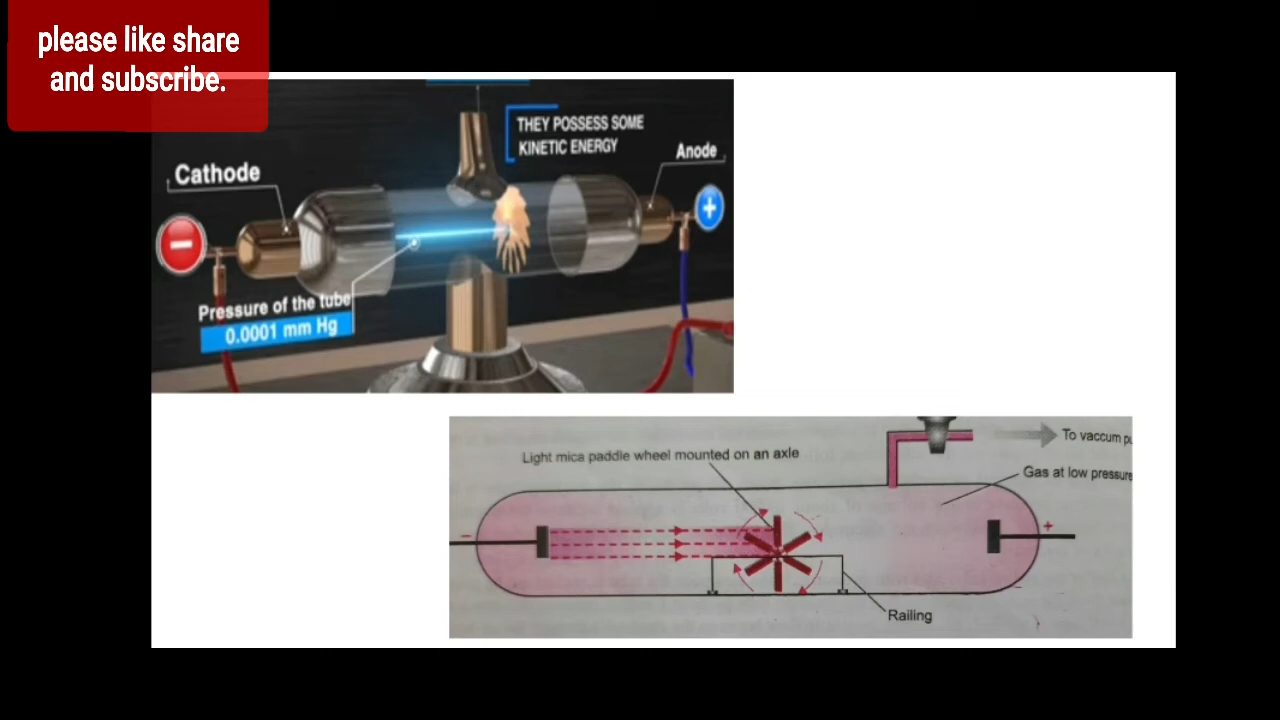 please like share
and subscribe.
THEY POSSESS SOME
KINETIC ENERGY
Anode
Cathode
Pressure of the tube
0.0001 mm Hg
To vaccum
Light mica paddle wheel mounted on an axle
Gas at low pressure
Railing